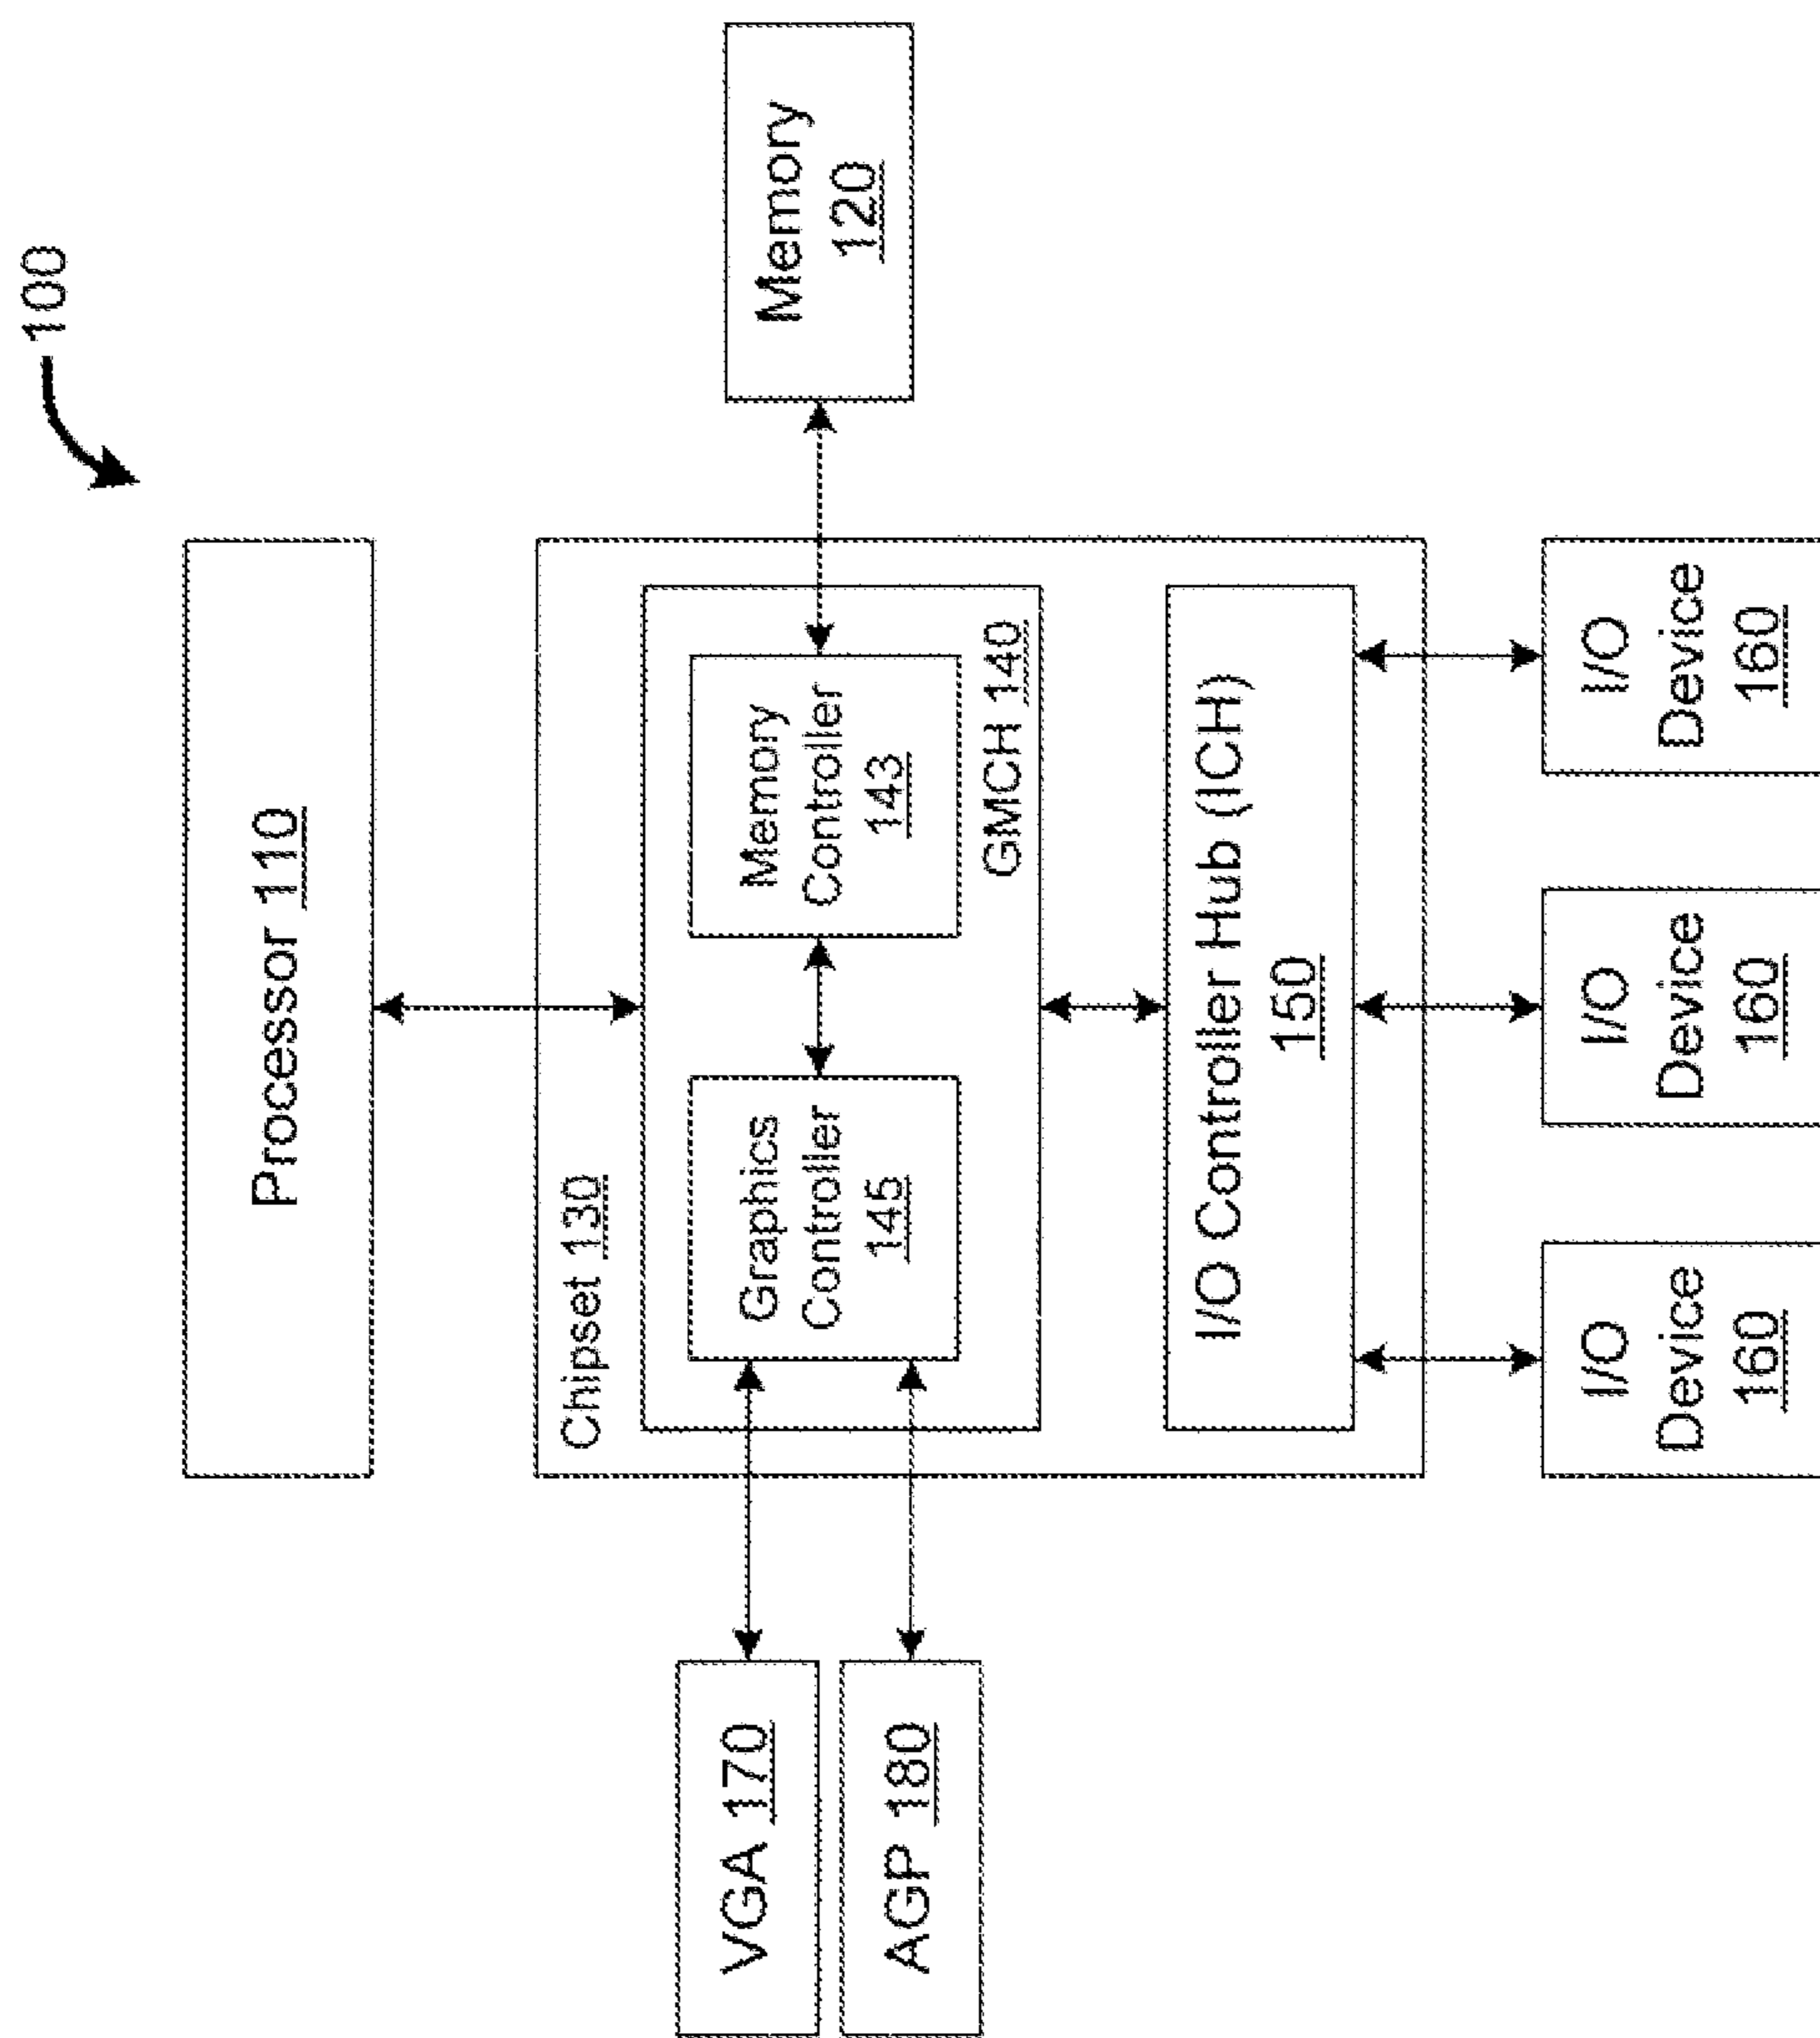 100
Processor 110
Chipset 130
Graphics
Controller
145
Memory
Controller
143
GMCH 140
Memory
120
VGA 170
AGP 180
I/O Controller Hub (ICH)
150
I/O
Device
160
I/O
Device
160
I/O
Device
160